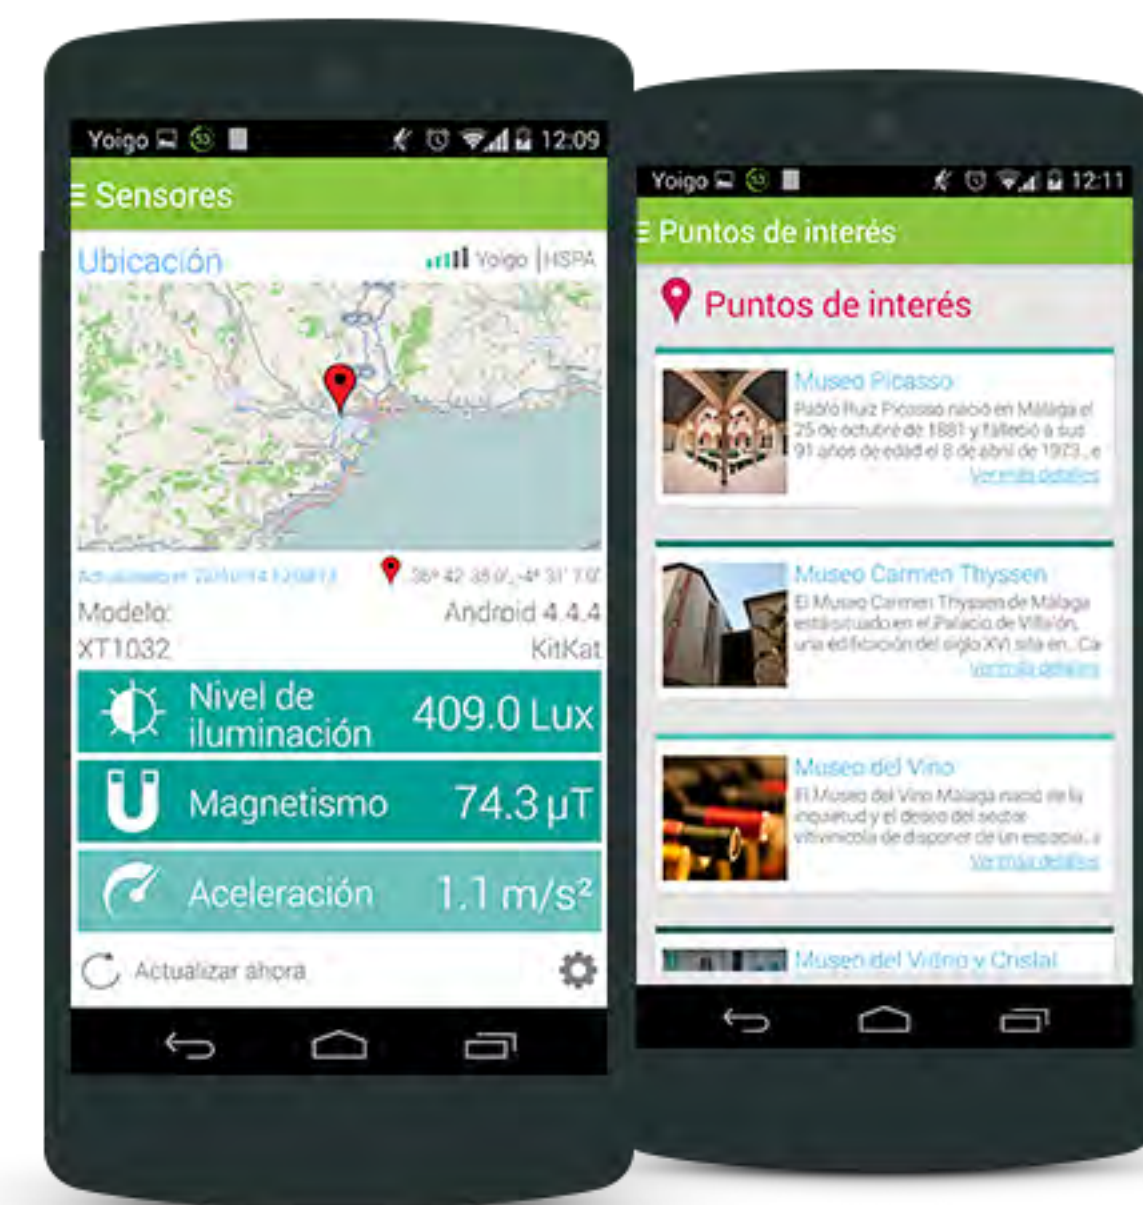 Yoigo 53 12:09
Sensores
Ubicación Yoigo |HSPA
Modelo: Android 4.4.4
XT1032 KitKat
Nivel de
iluminación 409.0 Lux
Magnetismo 74.3 µT
Aceleración 1.1 m/s²
Actualizar ahora
Yoigo 53 12:11
Puntos de interés
Puntos de interés
Museo Picasso
Pablo Ruiz Picasso nació en Málaga el
25 de octubre de 1881 y falleció a sus
91 años de edad el 8 de abril de 1973., e
Ver más detalles
Museo Carmen Thyssen
El Museo Carmen Thyssen de Málaga
está situado en el Palacio de Villalón,
una edificación del siglo XVI sita en.. Ca
Ver más detalles
Museo del Vino
El Museo del Vino Málaga nació de la
inquietud y el deseo del sector
vitivinícola de disponer de un espacio.. a
Ver más detalles
Museo del Vidrio y Cristal